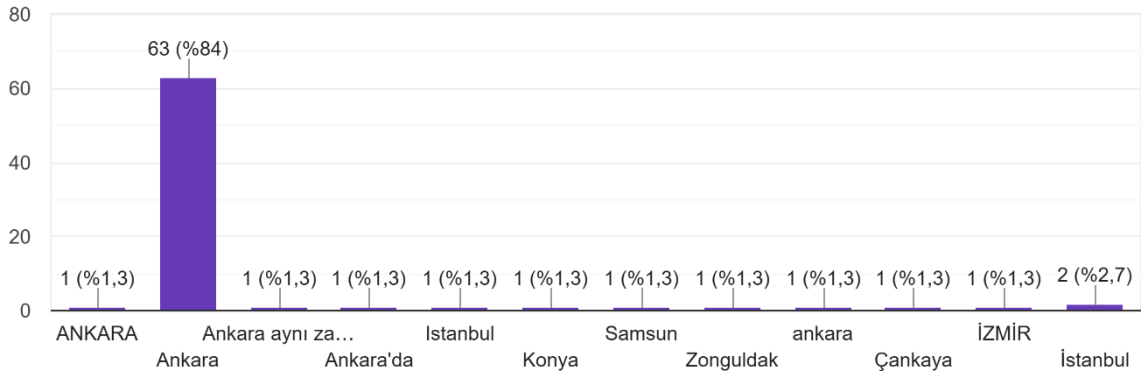 80
60
40
20
0
1 (%1,3)
63 (%84)
1 (%1,3)
1 (%1,3)
1 (%1,3)
1 (%1,3)
1 (%1,3)
1 (%1,3)
1 (%1,3)
1 (%1,3)
1 (%1,3)
2 (%2,7)
ANKARA
Ankara
Ankara aynı za…
Ankara'da
Istanbul
Konya
Samsun
Zonguldak
ankara
Çankaya
İZMİR
İstanbul